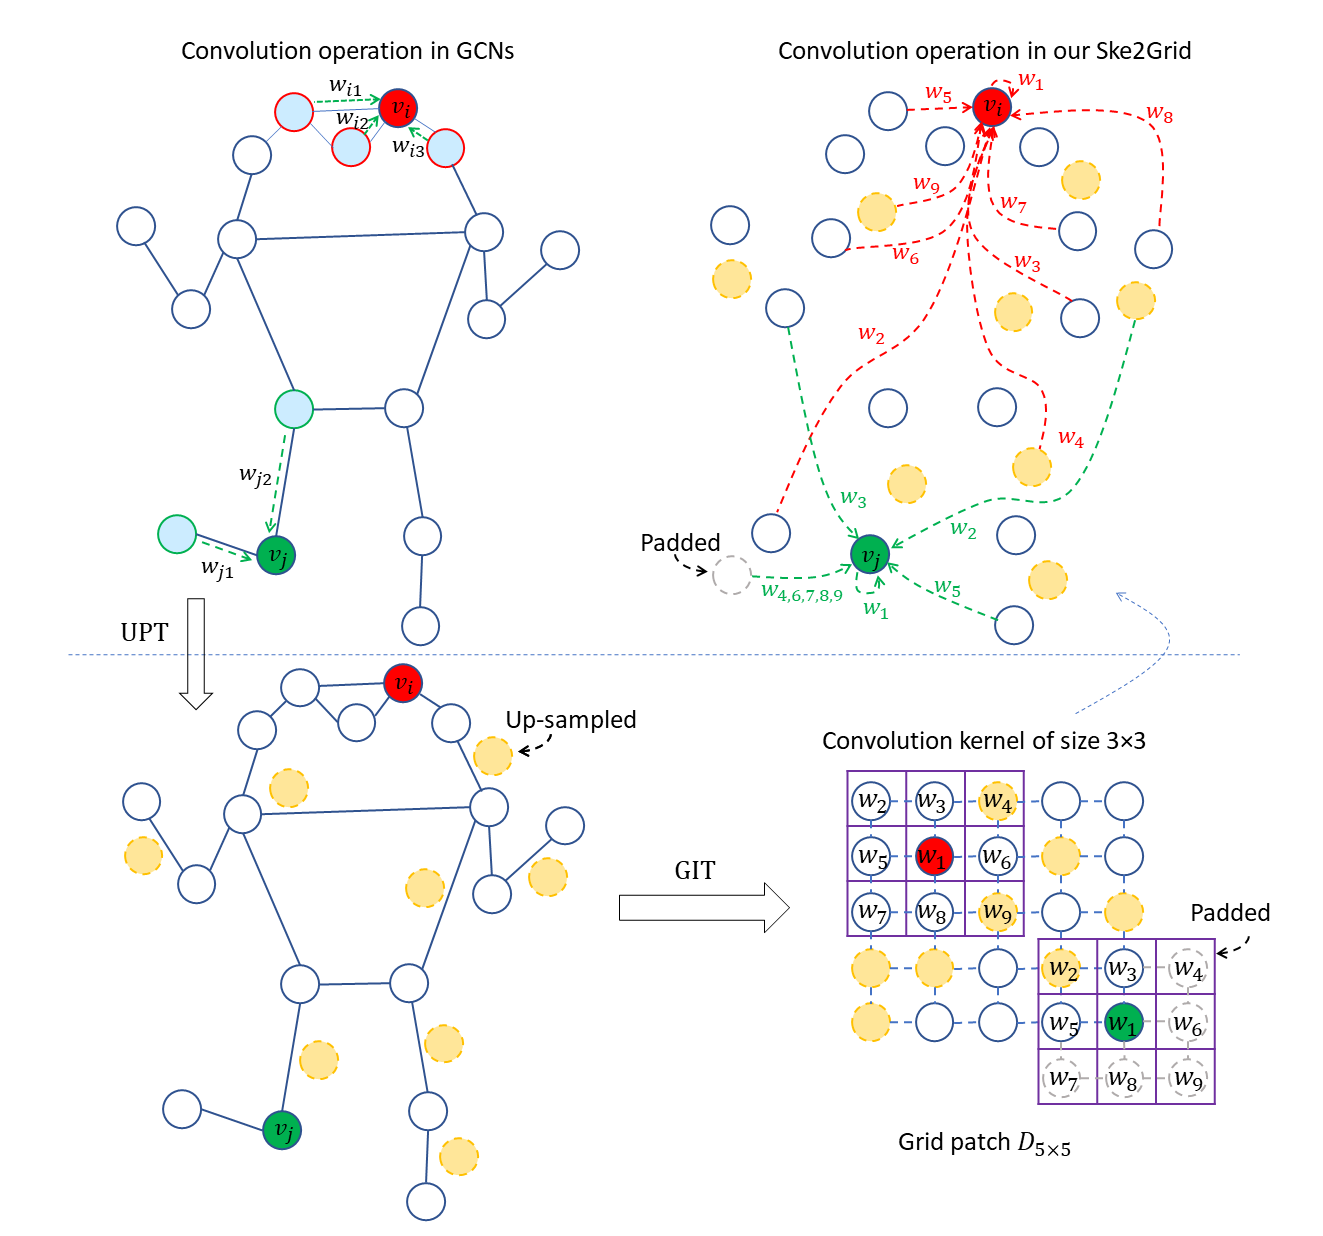 Convolution operation in GCNs
w_{i1}
v_i
w_{i2}
w_{i3}
w_{j2}
w_{j1}
v_j
Convolution operation in our Ske2Grid
w_1
w_5
v_i
w_8
w_9
w_7
w_6
w_3
w_2
w_4
w_3
w_2
Padded
v_j
w_{4,6,7,8,9}
w_1
w_5
UPT
v_i
Up-sampled
v_j
GIT
Convolution kernel of size 3×3
w_2 w_3 w_4
w_5 w_1 w_6
w_7 w_8 w_9
Padded
w_2 w_3 w_4
w_5 w_1 w_6
w_7 w_8 w_9
Grid patch D_{5×5}